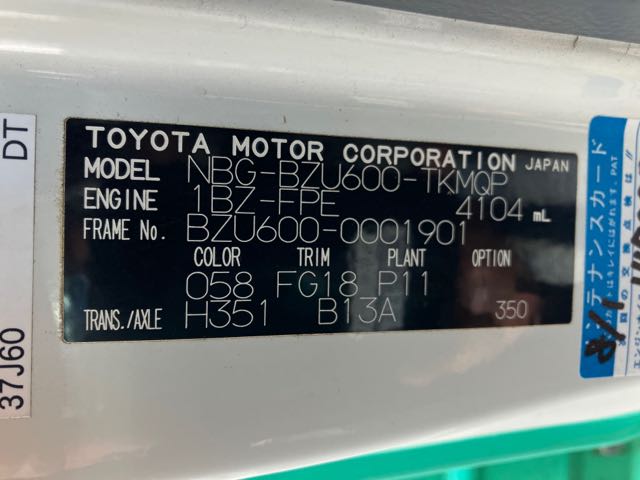 TOYOTA MOTOR CORPORATION JAPAN
MODEL NBG-BZU600-TKMQP
ENGINE 1BZ-FPE 4104 mL
FRAME No. BZU600-0001901
COLOR TRIM PLANT OPTION
058 FG18 P11
TRANS./AXLE H351 B13A 350
DT
37J60
ンテナンスカード